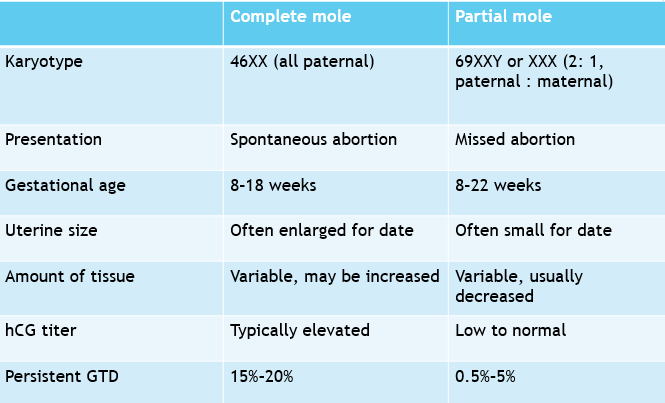 Complete mole Partial mole
Karyotype 46XX (all paternal) 69XXY or XXX (2: 1,
paternal : maternal)
Presentation Spontaneous abortion Missed abortion
Gestational age 8–18 weeks 8–22 weeks
Uterine size Often enlarged for date Often small for date
Amount of tissue Variable, may be increased Variable, usually
decreased
hCG titer Typically elevated Low to normal
Persistent GTD 15%–20% 0.5%–5%